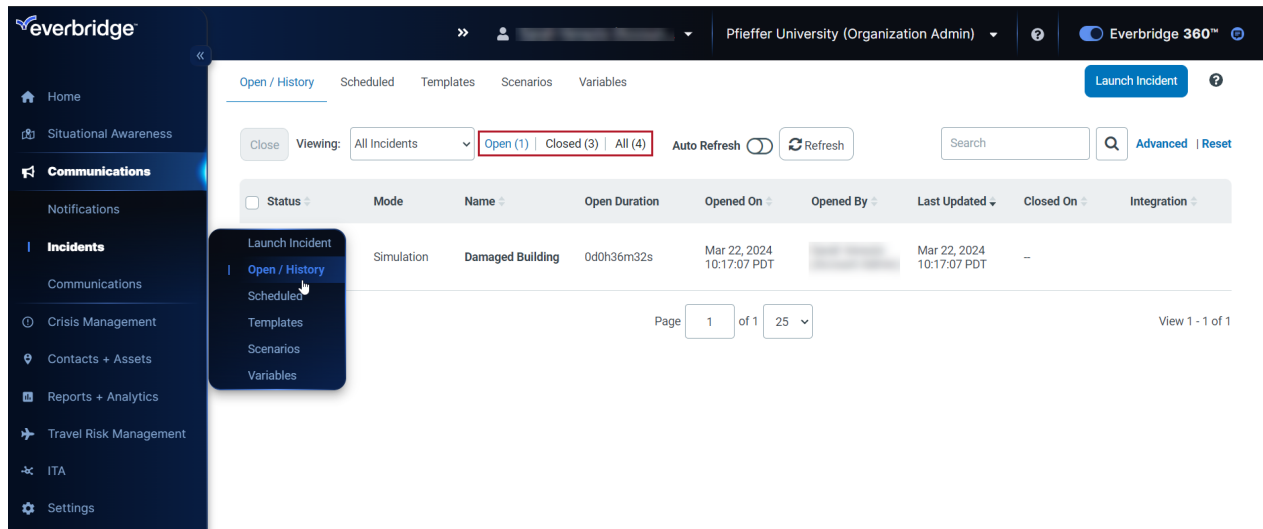 everbridge™
Pfieffer University (Organization Admin)
Everbridge 360™
Home
Situational Awareness
Communications
Notifications
Incidents
Communications
Crisis Management
Contacts + Assets
Reports + Analytics
Travel Risk Management
ITA
Settings
Launch Incident
Open / History
Scheduled
Templates
Scenarios
Variables
Open / History Scheduled Templates Scenarios Variables Launch Incident
Close Viewing: All Incidents Open (1) | Closed (3) | All (4) Auto Refresh Refresh Search Advanced | Reset
Status Mode Name Open Duration Opened On Opened By Last Updated Closed On Integration
Simulation Damaged Building 0d0h36m32s Mar 22, 2024 Mar 22, 2024 --
10:17:07 PDT 10:17:07 PDT
Page 1 of 1 25 View 1 - 1 of 1